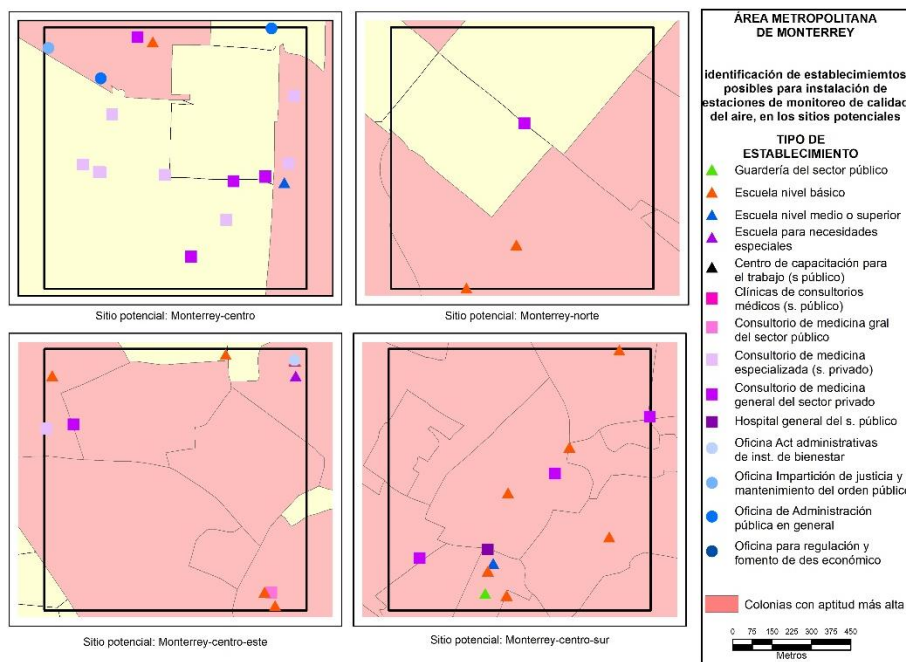 Sitio potencial: Monterrey-centro
Sitio potencial: Monterrey-norte
Sitio potencial: Monterrey-centro-este
Sitio potencial: Monterrey-centro-sur
ÁREA METROPOLITANA
DE MONTERREY
identificación de establecimientos
posibles para instalación de
estaciones de monitoreo de calidad
del aire, en los sitios potenciales
TIPO DE
ESTABLECIMIENTO
Guardería del sector público
Escuela nivel básico
Escuela nivel medio o superior
Escuela para necesidades
especiales
Centro de capacitación para
el trabajo (s público)
Clínicas de consultorios
médicos (s. público)
Consultorio de medicina gral
del sector público
Consultorio de medicina
especializada (s. privado)
Consultorio de medicina
general del sector privado
Hospital general del s. público
Oficina Act administrativas
de inst. de bienestar
Oficina Impartición de justicia y
mantenimiento del orden público
Oficina de Administración
pública en general
Oficina para regulación y
fomento de des económico
Colonias con aptitud más alta
0 75 150 225 300 450
Metros